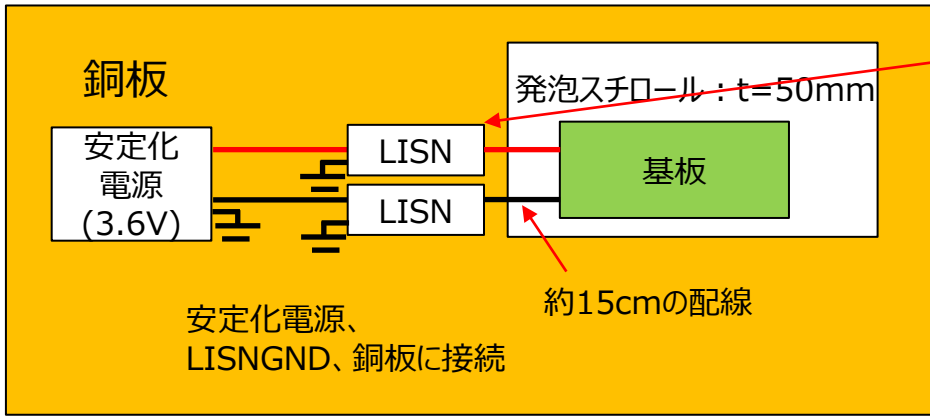 銅板
発泡スチロール：t=50mm
安定化
電源
(3.6V)
LISN
LISN
基板
約15cmの配線
安定化電源、
LISNGND、銅板に接続